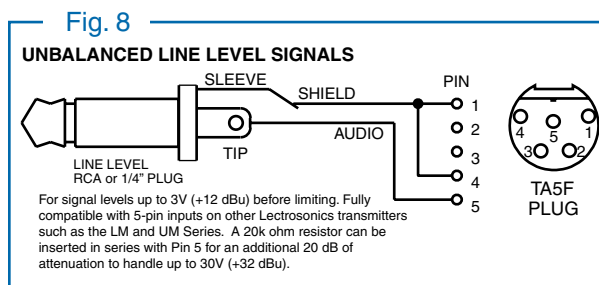 Fig. 8
UNBALANCED LINE LEVEL SIGNALS
SLEEVE
SHIELD
PIN
1
2
3
4
5
AUDIO
TIP
LINE LEVEL
RCA or 1/4" PLUG
4
5
1
3
2
TA5F
PLUG
For signal levels up to 3V (+12 dBu) before limiting. Fully
compatible with 5-pin inputs on other Lectrosonics transmitters
such as the LM and UM Series. A 20k ohm resistor can be
inserted in series with Pin 5 for an additional 20 dB of
attenuation to handle up to 30V (+32 dBu).